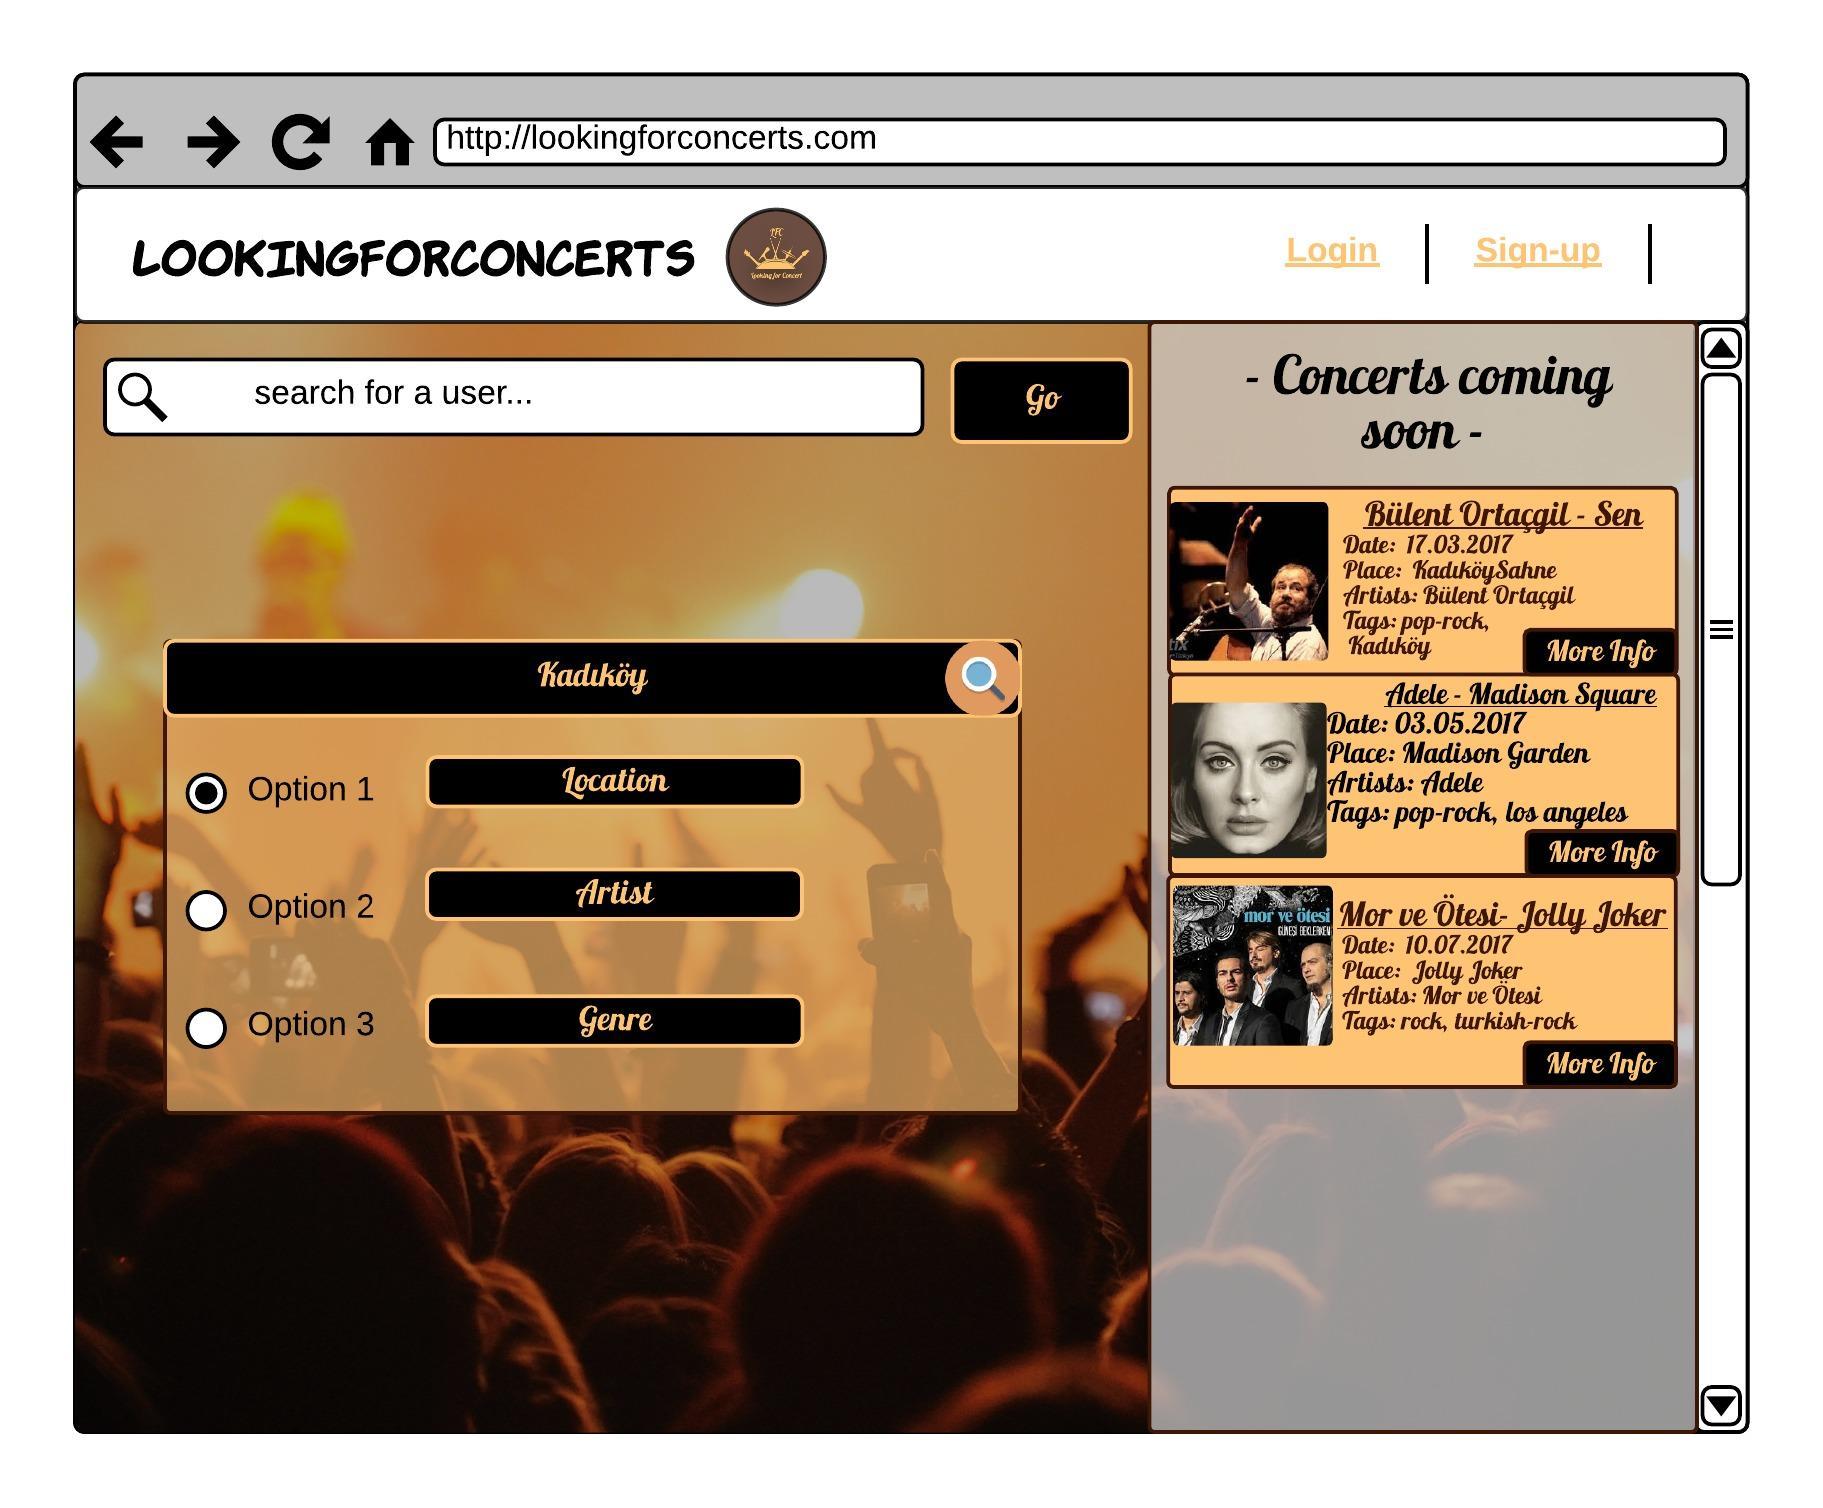 http://lookingforconcerts.com
LOOKINGFORCONCERTS
LFC
Looking for Concert
Login
Sign-up
search for a user...
Go
Kadıköy
Option 1
Location
Option 2
Artist
Option 3
Genre
- Concerts coming
soon -
Bülent Ortaçgil - Sen
Date: 17.03.2017
Place: KadıköySahne
Artists: Bülent Ortaçgil
Tags: pop-rock,
Kadıköy
More Info
Adele - Madison Square
Date: 03.05.2017
Place: Madison Garden
Artists: Adele
Tags: pop-rock, los angeles
More Info
mor ve ötesi
GÜNEŞİ BEKLERKEN
Mor ve Ötesi- Jolly Joker
Date: 10.07.2017
Place: Jolly Joker
Artists: Mor ve Ötesi
Tags: rock, turkish-rock
More Info